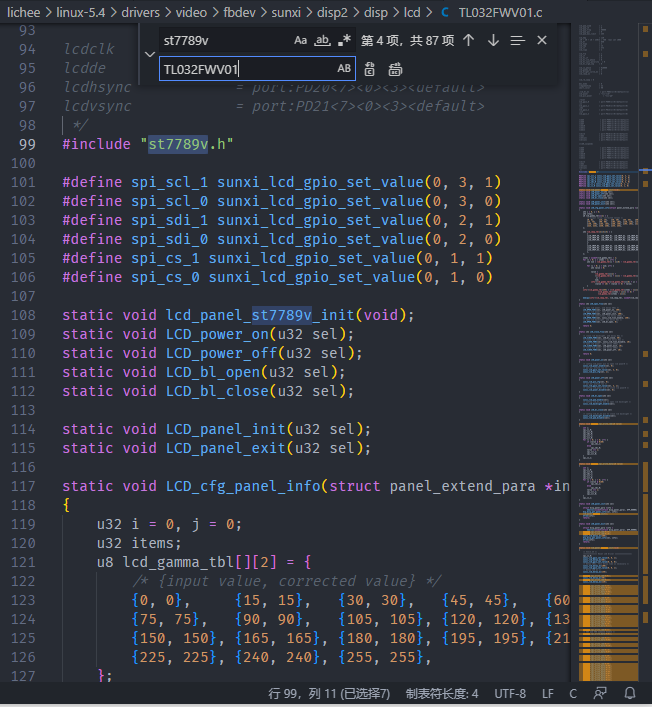 lichee > linux-5.4 > drivers > video > fbdev > sunxi > disp2 > disp > lcd > C TL032FWV01.c
93
st7789v Aa ab .* 第 4 项，共 87 项
94 lcdclk
TL032FWV01 AB
95 lcdde
96 lcdhsync = port:PD20<7><0><3><default>
97 lcdvsync = port:PD21<7><0><3><default>
98 */
99 #include "st7789v.h"
100
101 #define spi_scl_1 sunxi_lcd_gpio_set_value(0, 3, 1)
102 #define spi_scl_0 sunxi_lcd_gpio_set_value(0, 3, 0)
103 #define spi_sdi_1 sunxi_lcd_gpio_set_value(0, 2, 1)
104 #define spi_sdi_0 sunxi_lcd_gpio_set_value(0, 2, 0)
105 #define spi_cs_1 sunxi_lcd_gpio_set_value(0, 1, 1)
106 #define spi_cs_0 sunxi_lcd_gpio_set_value(0, 1, 0)
107
108 static void lcd_panel_st7789v_init(void);
109 static void LCD_power_on(u32 sel);
110 static void LCD_power_off(u32 sel);
111 static void LCD_bl_open(u32 sel);
112 static void LCD_bl_close(u32 sel);
113
114 static void LCD_panel_init(u32 sel);
115 static void LCD_panel_exit(u32 sel);
116
117 static void LCD_cfg_panel_info(struct panel_extend_para *in
118 {
119 u32 i = 0, j = 0;
120 u32 items;
121 u8 lcd_gamma_tbl[][2] = {
122 /* {input value, corrected value} */
123 {0, 0}, {15, 15}, {30, 30}, {45, 45}, {60
124 {75, 75}, {90, 90}, {105, 105}, {120, 120}, {13
125 {150, 150}, {165, 165}, {180, 180}, {195, 195}, {21
126 {225, 225}, {240, 240}, {255, 255},
127 };
行 99，列 11 (已选择7) 制表符长度: 4 UTF-8 LF C